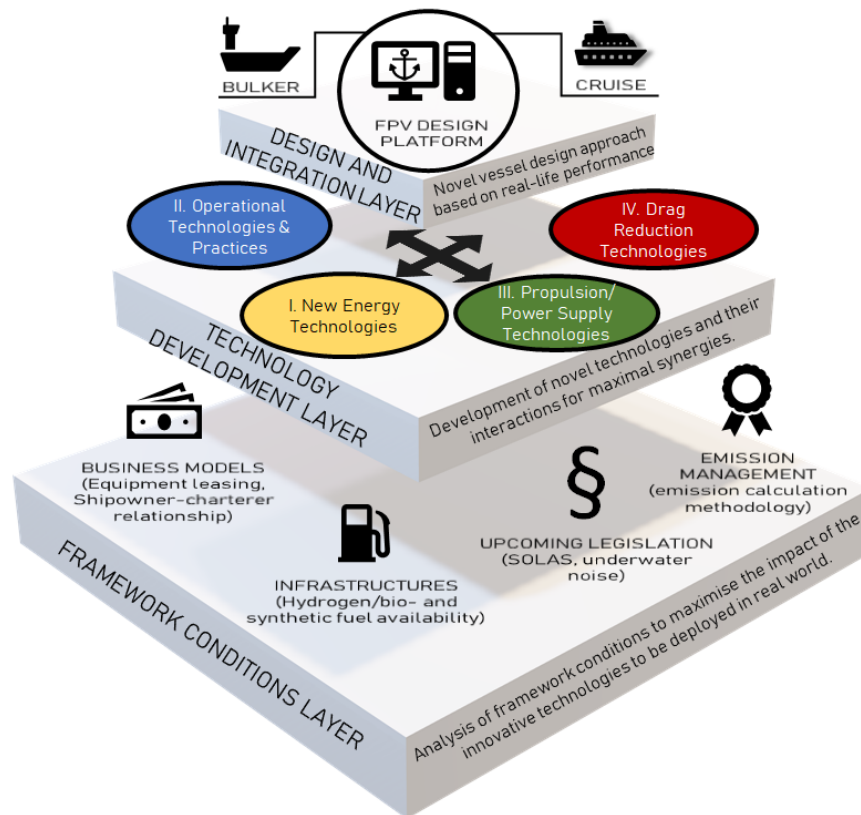 BULKER
CRUISE
FPV DESIGN
PLATFORM
DESIGN AND
INTEGRATION LAYER
Novel vessel design approach
based on real-life performance
II. Operational
Technologies &
Practices
IV. Drag
Reduction
Technologies
I. New Energy
Technologies
III. Propulsion/
Power Supply
Technologies
TECHNOLOGY
DEVELOPMENT LAYER
Development of novel technologies and their
interactions for maximal synergies.
BUSINESS MODELS
(Equipment leasing,
Shipowner-charterer
relationship)
INFRASTRUCTURES
(Hydrogen/bio- and
synthetic fuel availability)
§
UPCOMING LEGISLATION
(SOLAS, underwater
noise)
EMISSION
MANAGEMENT
(emission calculation
methodology)
FRAMEWORK CONDITIONS LAYER
Analysis of framework conditions to maximise the impact of the
innovative technologies to be deployed in real world.